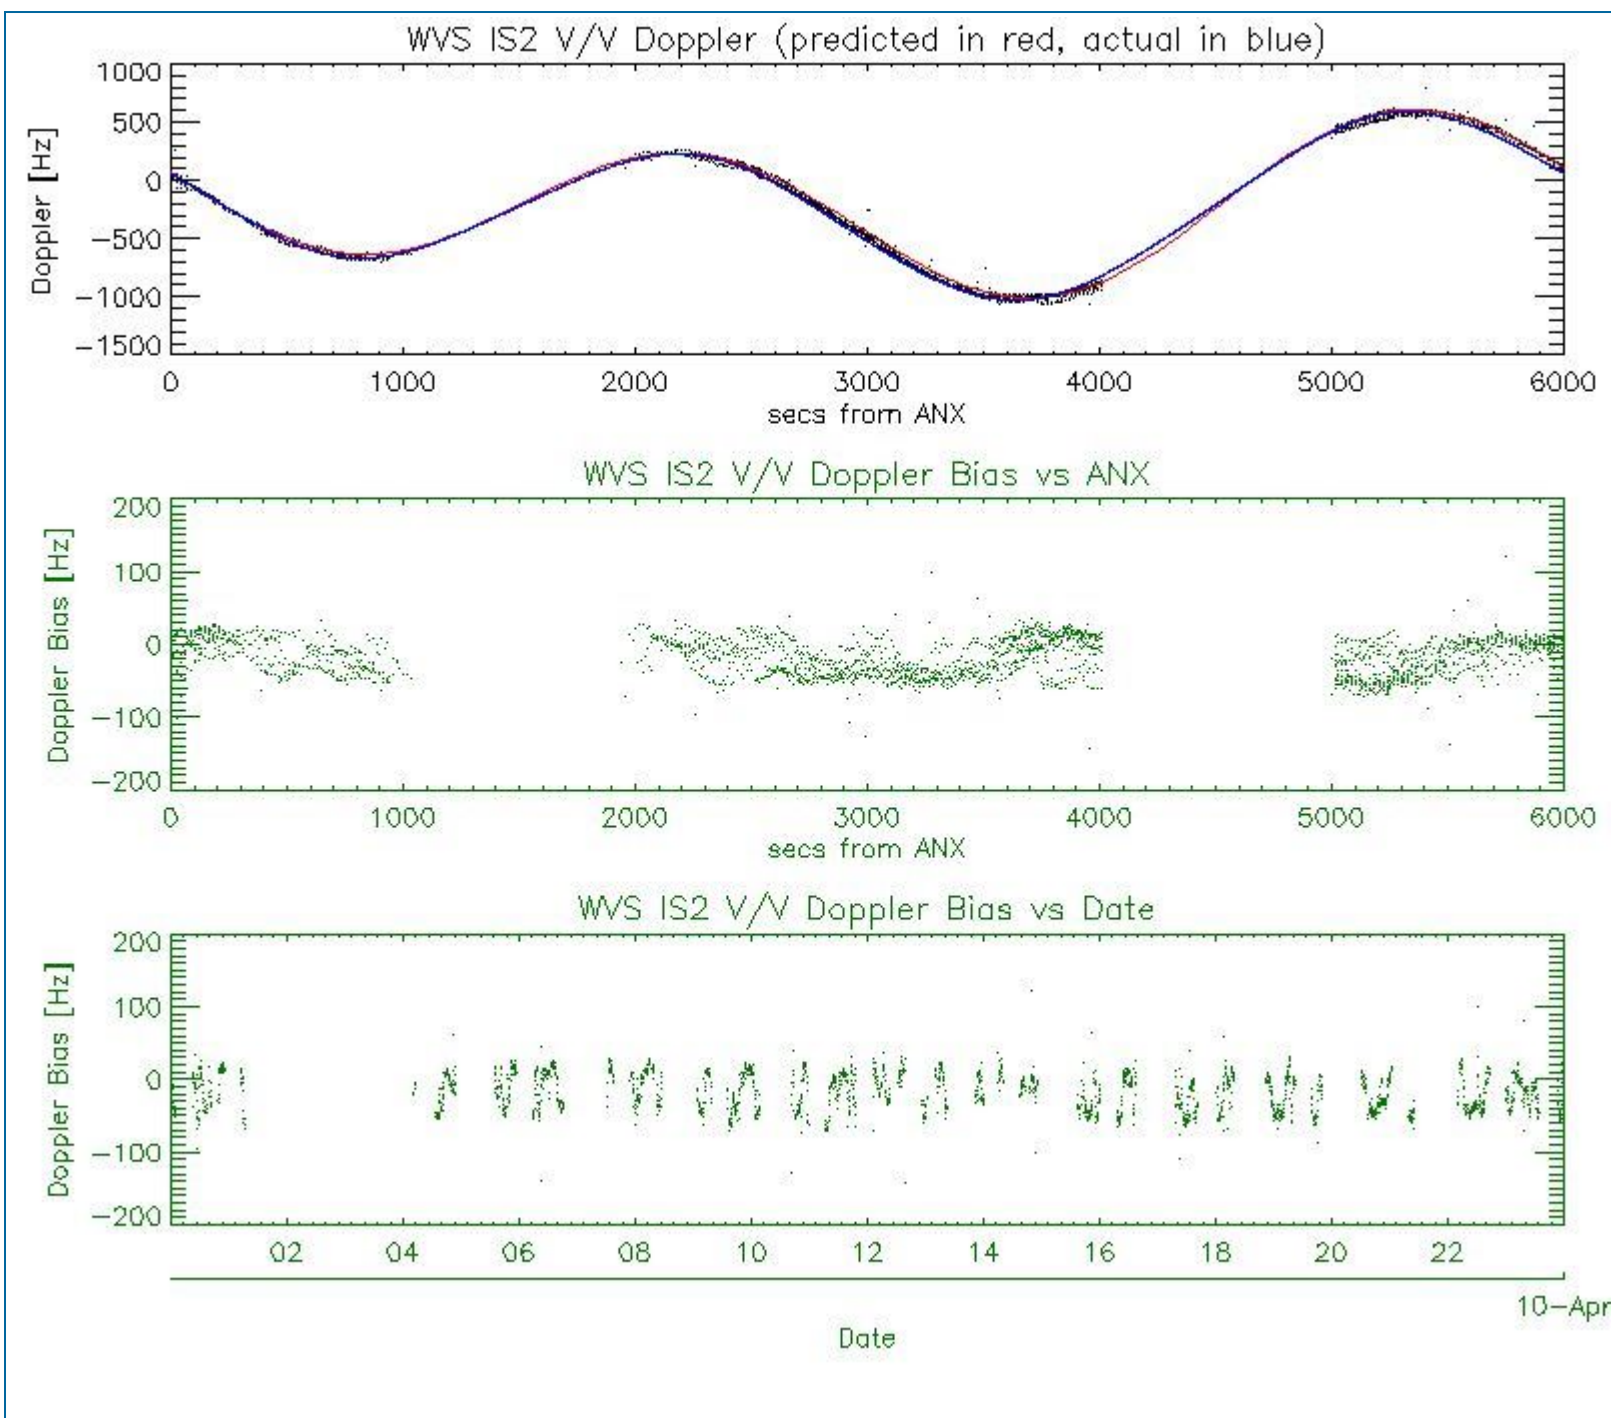 WVS IS2 V/V Doppler (predicted in red, actual in blue)
1000
500
0
-500
-1000
-1500
Doppler [Hz]
0 1000 2000 3000 4000 5000 6000
secs from ANX
WVS IS2 V/V Doppler Bias vs ANX
200
100
0
-100
-200
Doppler Bias [Hz]
0 1000 2000 3000 4000 5000 6000
secs from ANX
WVS IS2 V/V Doppler Bias vs Date
200
100
0
-100
-200
Doppler Bias [Hz]
02 04 06 08 10 12 14 16 18 20 22
10-Apr
Date